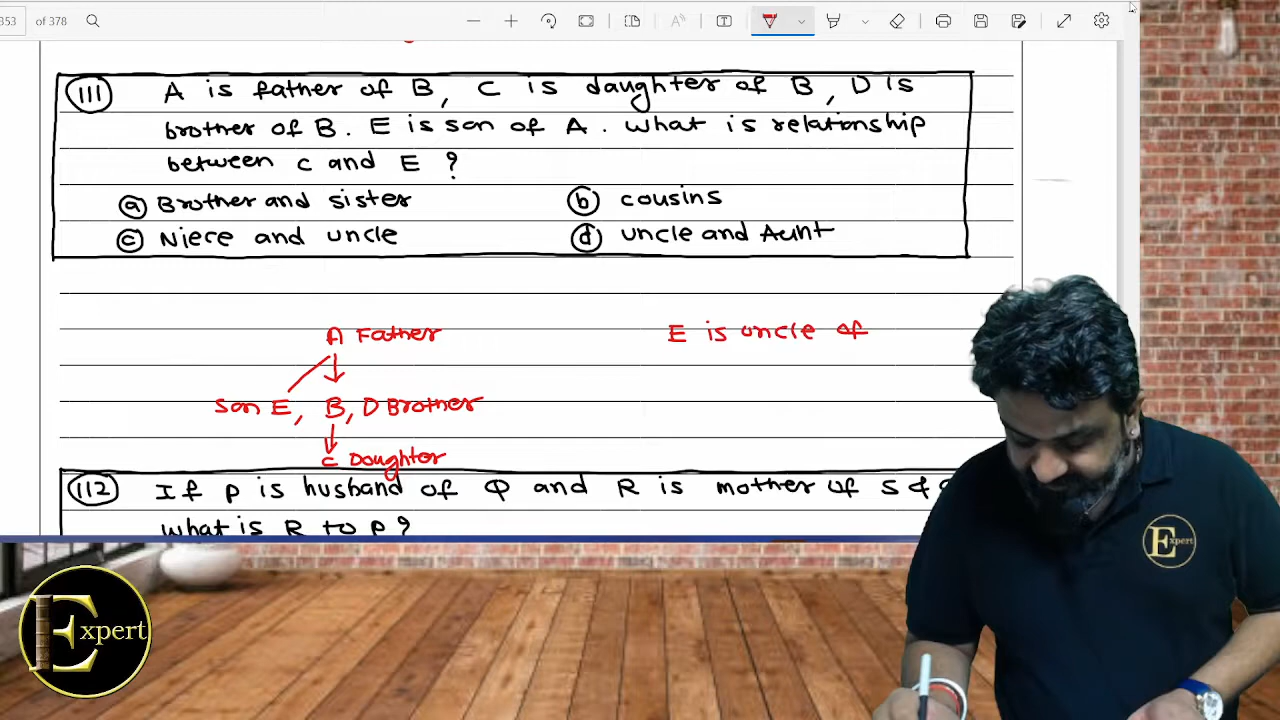 353 of 378
111 A is father of B, C is daughter of B, D is
brother of B. E is son of A. What is relationship
between C and E ?
a Brother and sister b cousins
c Niece and uncle d uncle and Aunt
A Father E is uncle of
Son E, B, D Brother
C Daughter
112 If P is husband of Q and R is mother of S &
what is R to P?
Expert
Expert